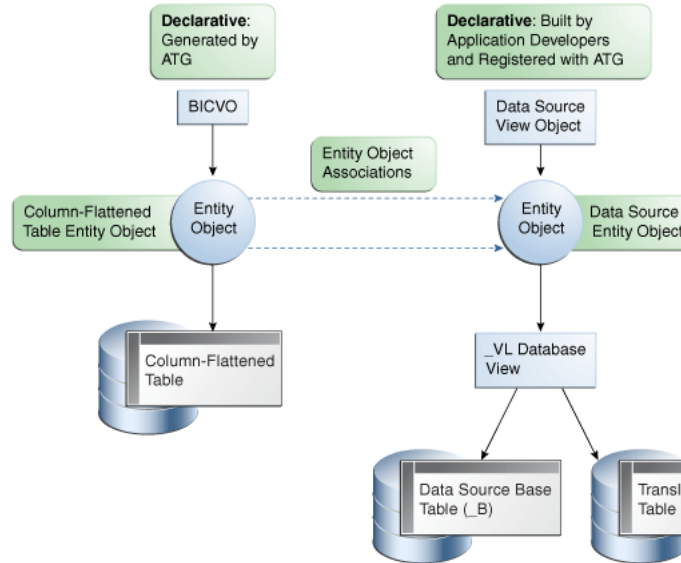 Declarative:
Generated by
ATG
Declarative: Built by
Application Developers
and Registered with ATG
BICVO
Data Source
View Object
Entity Object
Associations
Column-Flattened
Table Entity Object
Entity
Object
Entity
Object
Data Source
Entity Object
Column-Flattened
Table
_VL Database
View
Data Source Base
Table (_B)
Transl
Table